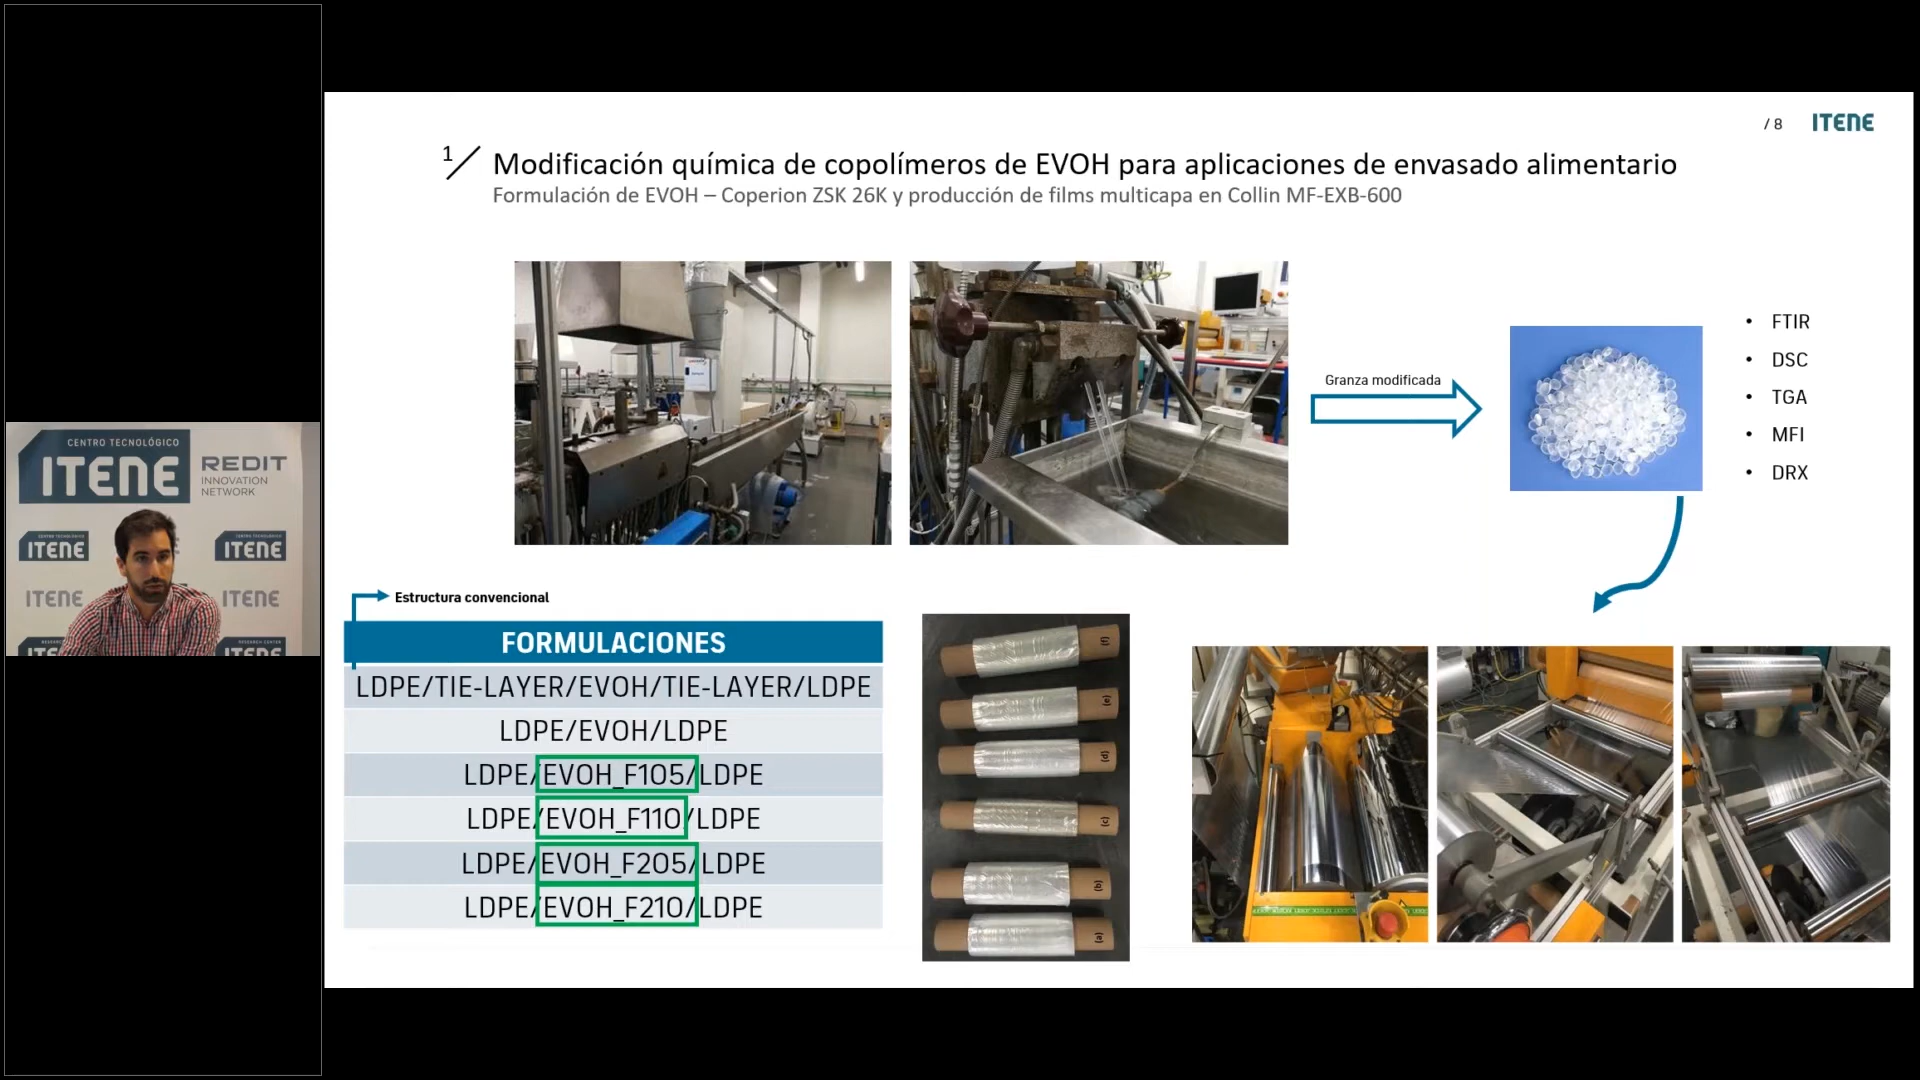 / 8
ITENE
1
Modificación química de copolímeros de EVOH para aplicaciones de envasado alimentario
Formulación de EVOH – Coperion ZSK 26K y producción de films multicapa en Collin MF-EXB-600
Granza modificada
• FTIR
• DSC
• TGA
• MFI
• DRX
CENTRO TECNOLÓGICO
ITENE
REDIT
INNOVATION
NETWORK
ITENE
ITENE
ITENE
ITENE
Estructura convencional
FORMULACIONES
LDPE/TIE-LAYER/EVOH/TIE-LAYER/LDPE
LDPE/EVOH/LDPE
LDPE/EVOH_F105/LDPE
LDPE/EVOH_F110/LDPE
LDPE/EVOH_F205/LDPE
LDPE/EVOH_F210/LDPE
(f)
(e)
(d)
(c)
(b)